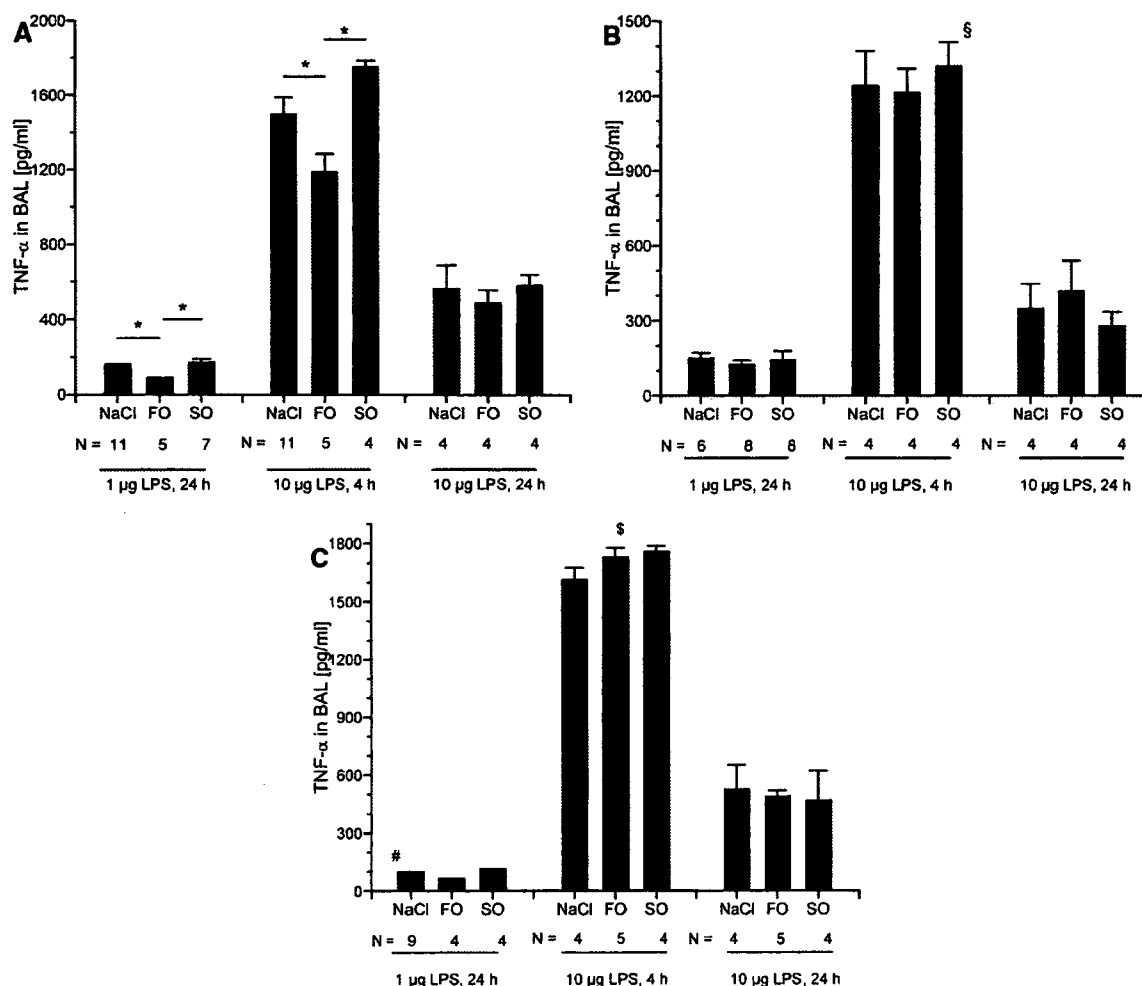 A
TNF-α in BAL [pg/ml]
2000
1600
1200
800
400
0
* * * *
NaCl FO SO NaCl FO SO NaCl FO SO
N = 11 5 7 N = 11 5 4 N = 4 4 4
1 µg LPS, 24 h 10 µg LPS, 4 h 10 µg LPS, 24 h
B
TNF-α in BAL [pg/ml]
1500
1200
900
600
300
0
§
NaCl FO SO NaCl FO SO NaCl FO SO
N = 6 8 8 N = 4 4 4 N = 4 4 4
1 µg LPS, 24 h 10 µg LPS, 4 h 10 µg LPS, 24 h
C
TNF-α in BAL [pg/ml]
1800
1500
1200
900
600
300
0
# $
NaCl FO SO NaCl FO SO NaCl FO SO
N = 9 4 4 N = 4 5 4 N = 4 5 4
1 µg LPS, 24 h 10 µg LPS, 4 h 10 µg LPS, 24 h